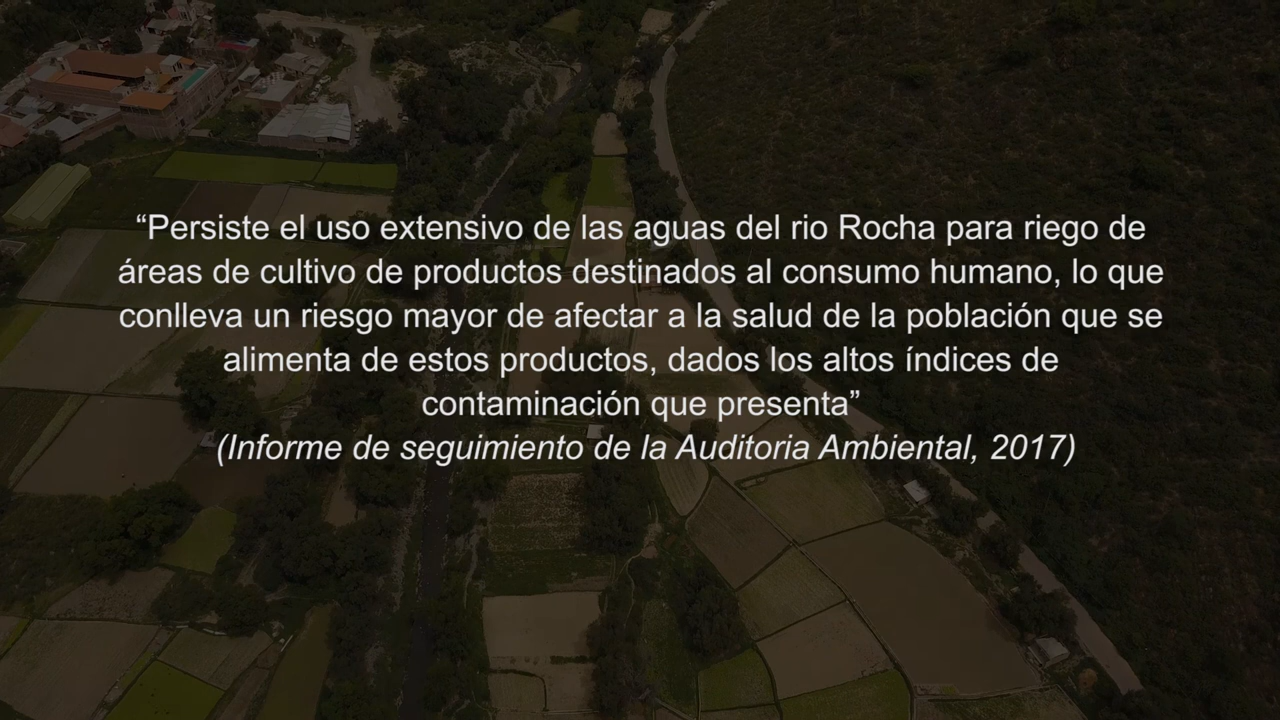 “Persiste el uso extensivo de las aguas del rio Rocha para riego de
áreas de cultivo de productos destinados al consumo humano, lo que
conlleva un riesgo mayor de afectar a la salud de la población que se
alimenta de estos productos, dados los altos índices de
contaminación que presenta”
(Informe de seguimiento de la Auditoria Ambiental, 2017)